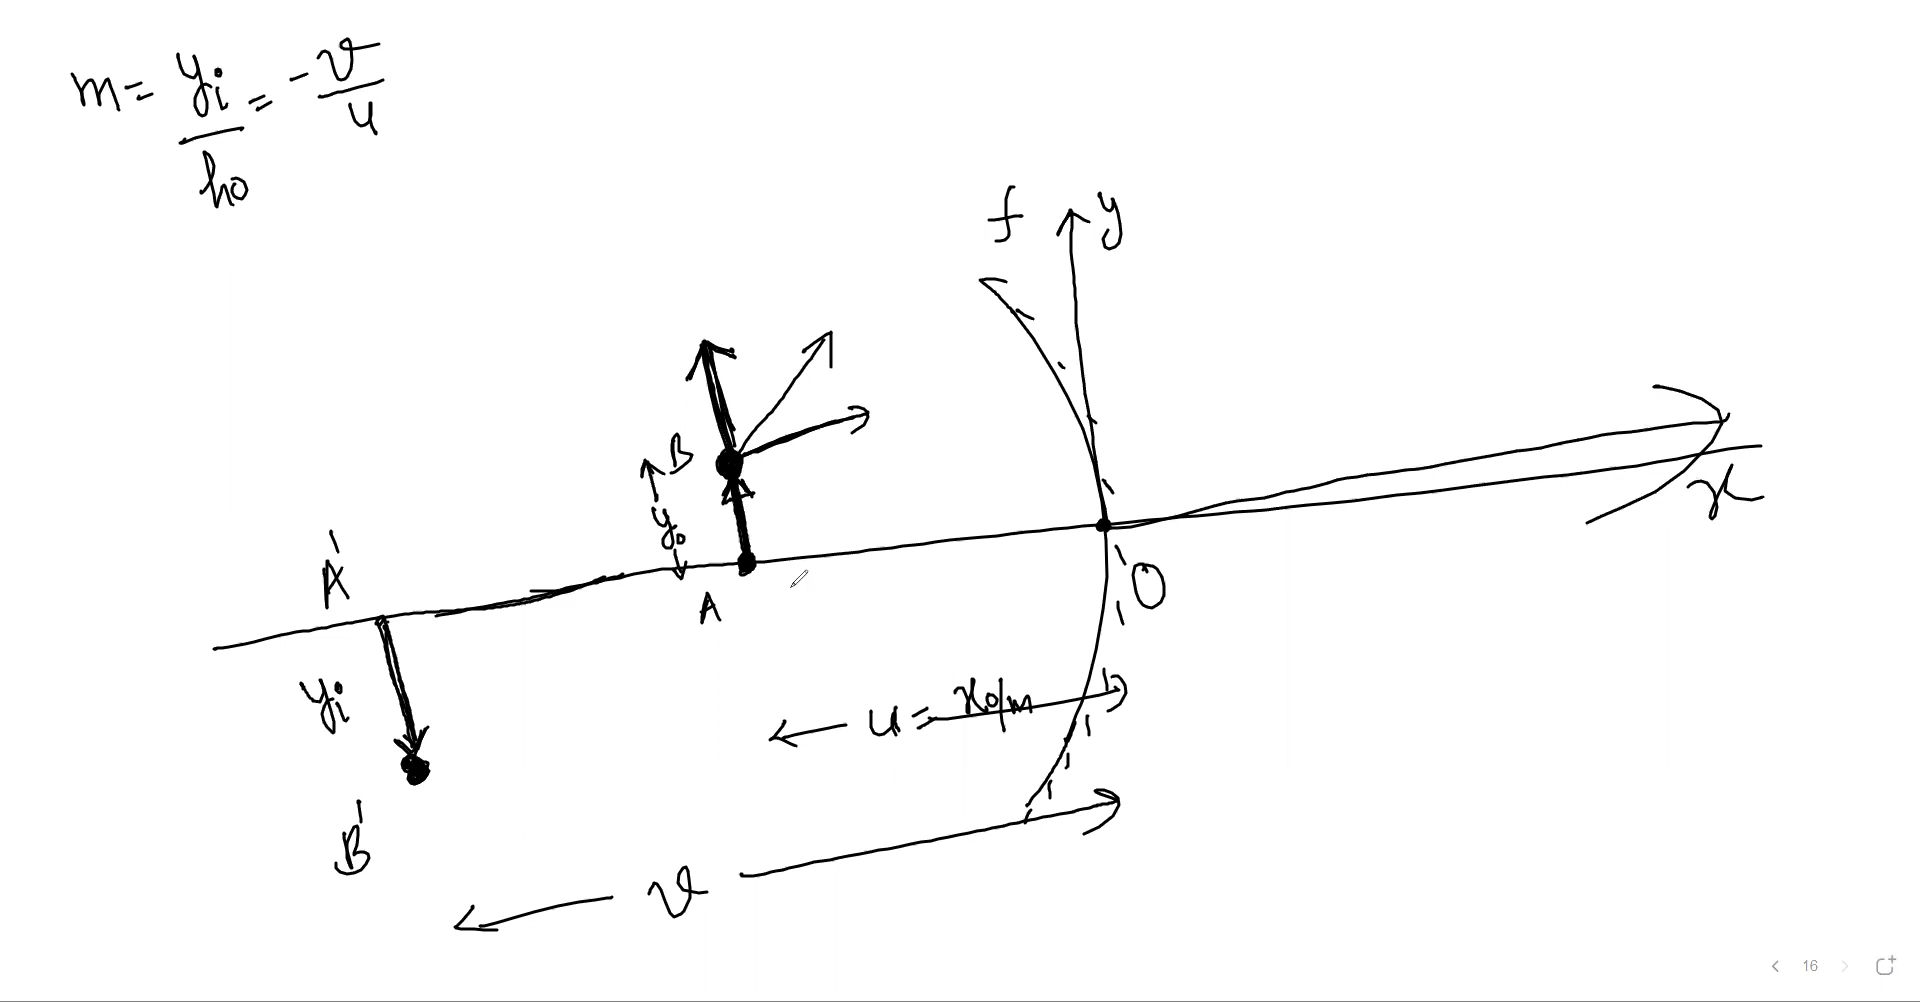 m = yi/ho = -v/u
f
y
B
yo
x
A'
A
O
yi
u = xo/m
B'
v
16